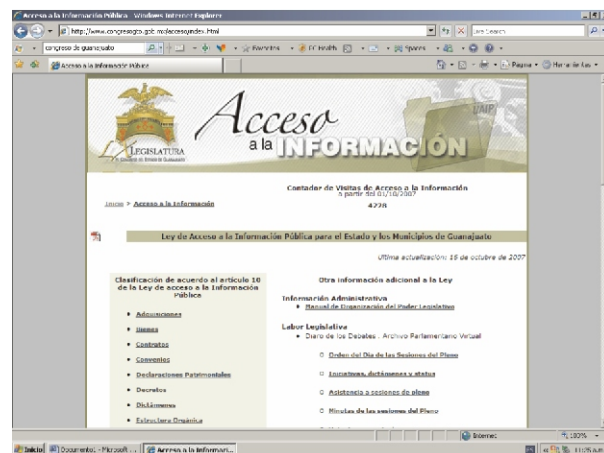 Acceso a la Información Pública - Windows Internet Explorer
http://www.congresogto.gob.mx/acceso/index.html
Live Search
congreso de guanajuato
Favoritos
Spaces
Acceso a la Información Pública
Página
Herramientas
Acceso
a la INFORMACIÓN
UAIP
LX LEGISLATURA
Contador de Visitas de Acceso a la Información
a partir del 01/10/2007
4228
Inicio > Acceso a la Información
Ley de Acceso a la Información Pública para el Estado y los Municipios de Guanajuato
Ultima actualización: 16 de octubre de 2007
Clasificación de acuerdo al artículo 10
de la Ley de acceso a la Información
Pública
Adquisiciones
Bienes
Contratos
Convenios
Declaraciones Patrimoniales
Decretos
Dictámenes
Estructura Orgánica
Otra información adicional a la Ley
Información Administrativa
Manual de Organización del Poder Legislativo
Labor Legislativa
Diario de los Debates : Archivo Parlamentario Virtual
Orden del Día de las Sesiones del Pleno
Iniciativas, dictámenes y status
Asistencia a sesiones de pleno
Minutas de las sesiones del Pleno
Internet
100%
Inicio
Documento1 - Microsoft ...
Acceso a la Informaci...